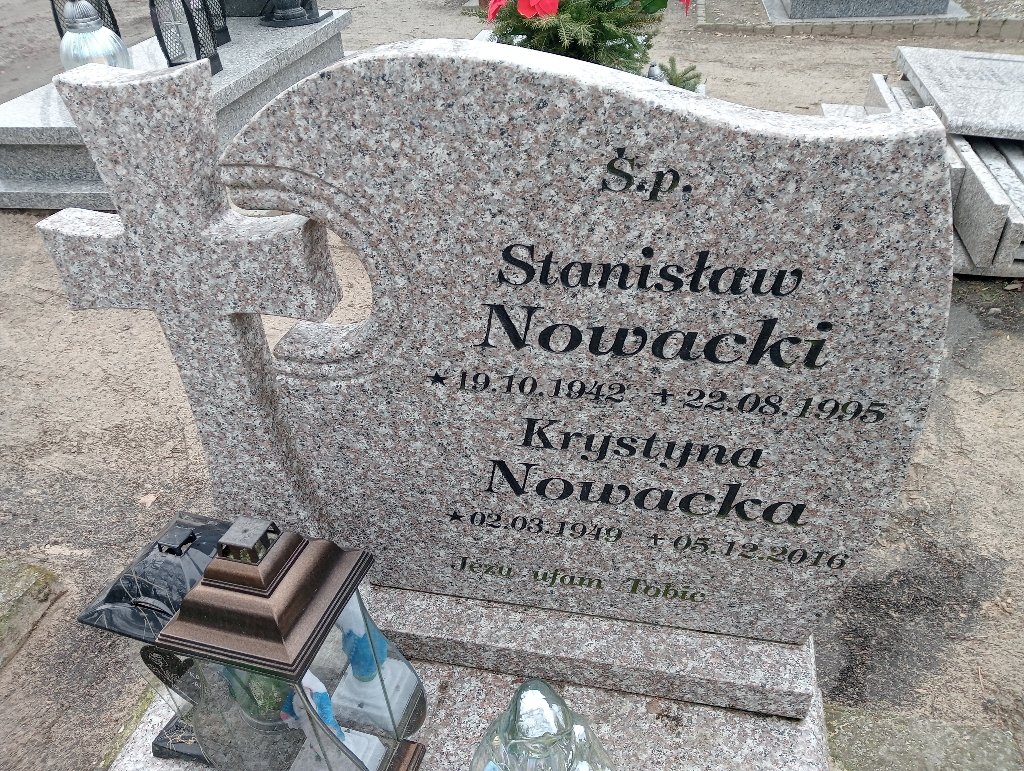 Ś.p.
Stanisław
Nowacki
★19.10.1942 ✝22.08.1995
Krystyna
Nowacka
★02.03.1949 ✝05.12.2016
Jezu ufam Tobie